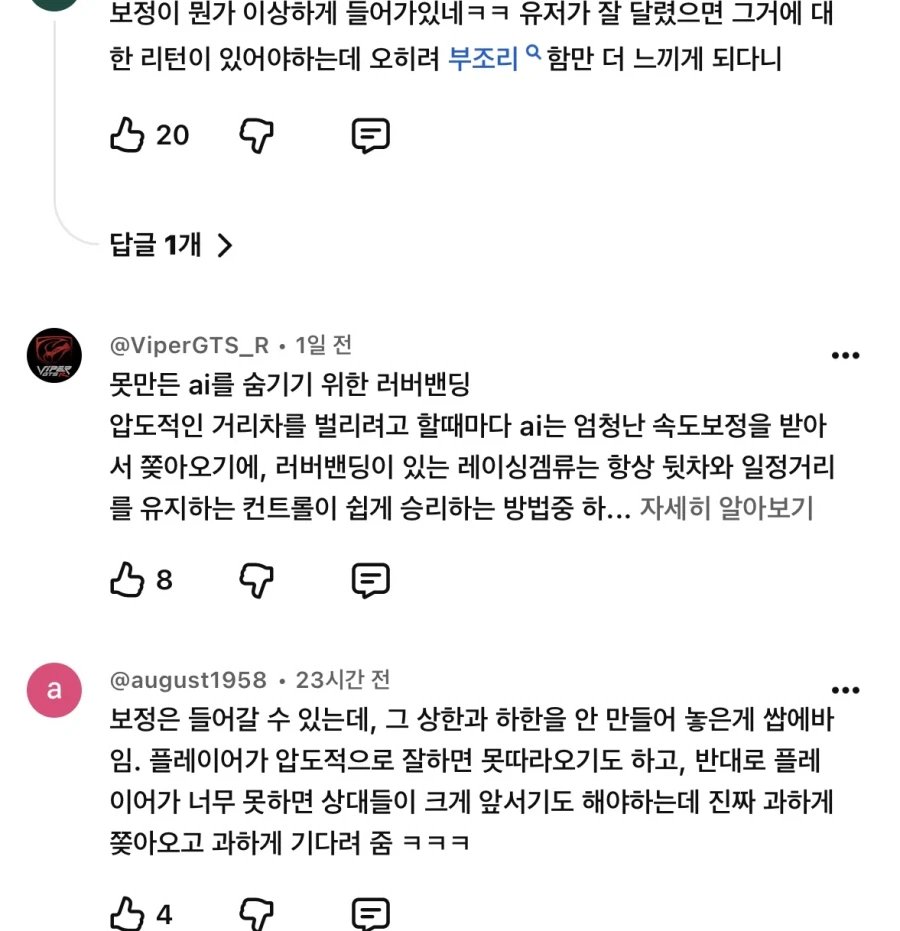 보정이 뭔가 이상하게 들어가있네ㅋㅋ 유저가 잘 달렸으면 그거에 대
한 리턴이 있어야하는데 오히려 부조리 함만 더 느끼게 되다니
20
답글 1개
@ViperGTS_R • 1일 전
못만든 ai를 숨기기 위한 러버밴딩
압도적인 거리차를 벌리려고 할때마다 ai는 엄청난 속도보정을 받아
서 쫒아오기에, 러버밴딩이 있는 레이싱겜류는 항상 뒷차와 일정거리
를 유지하는 컨트롤이 쉽게 승리하는 방법중 하... 자세히 알아보기
8
a
@august1958 • 23시간 전
보정은 들어갈 수 있는데, 그 상한과 하한을 안 만들어 놓은게 쌉에바
임. 플레이어가 압도적으로 잘하면 못따라오기도 하고, 반대로 플레
이어가 너무 못하면 상대들이 크게 앞서기도 해야하는데 진짜 과하게
쫒아오고 과하게 기다려 줌 ㅋㅋㅋ
4